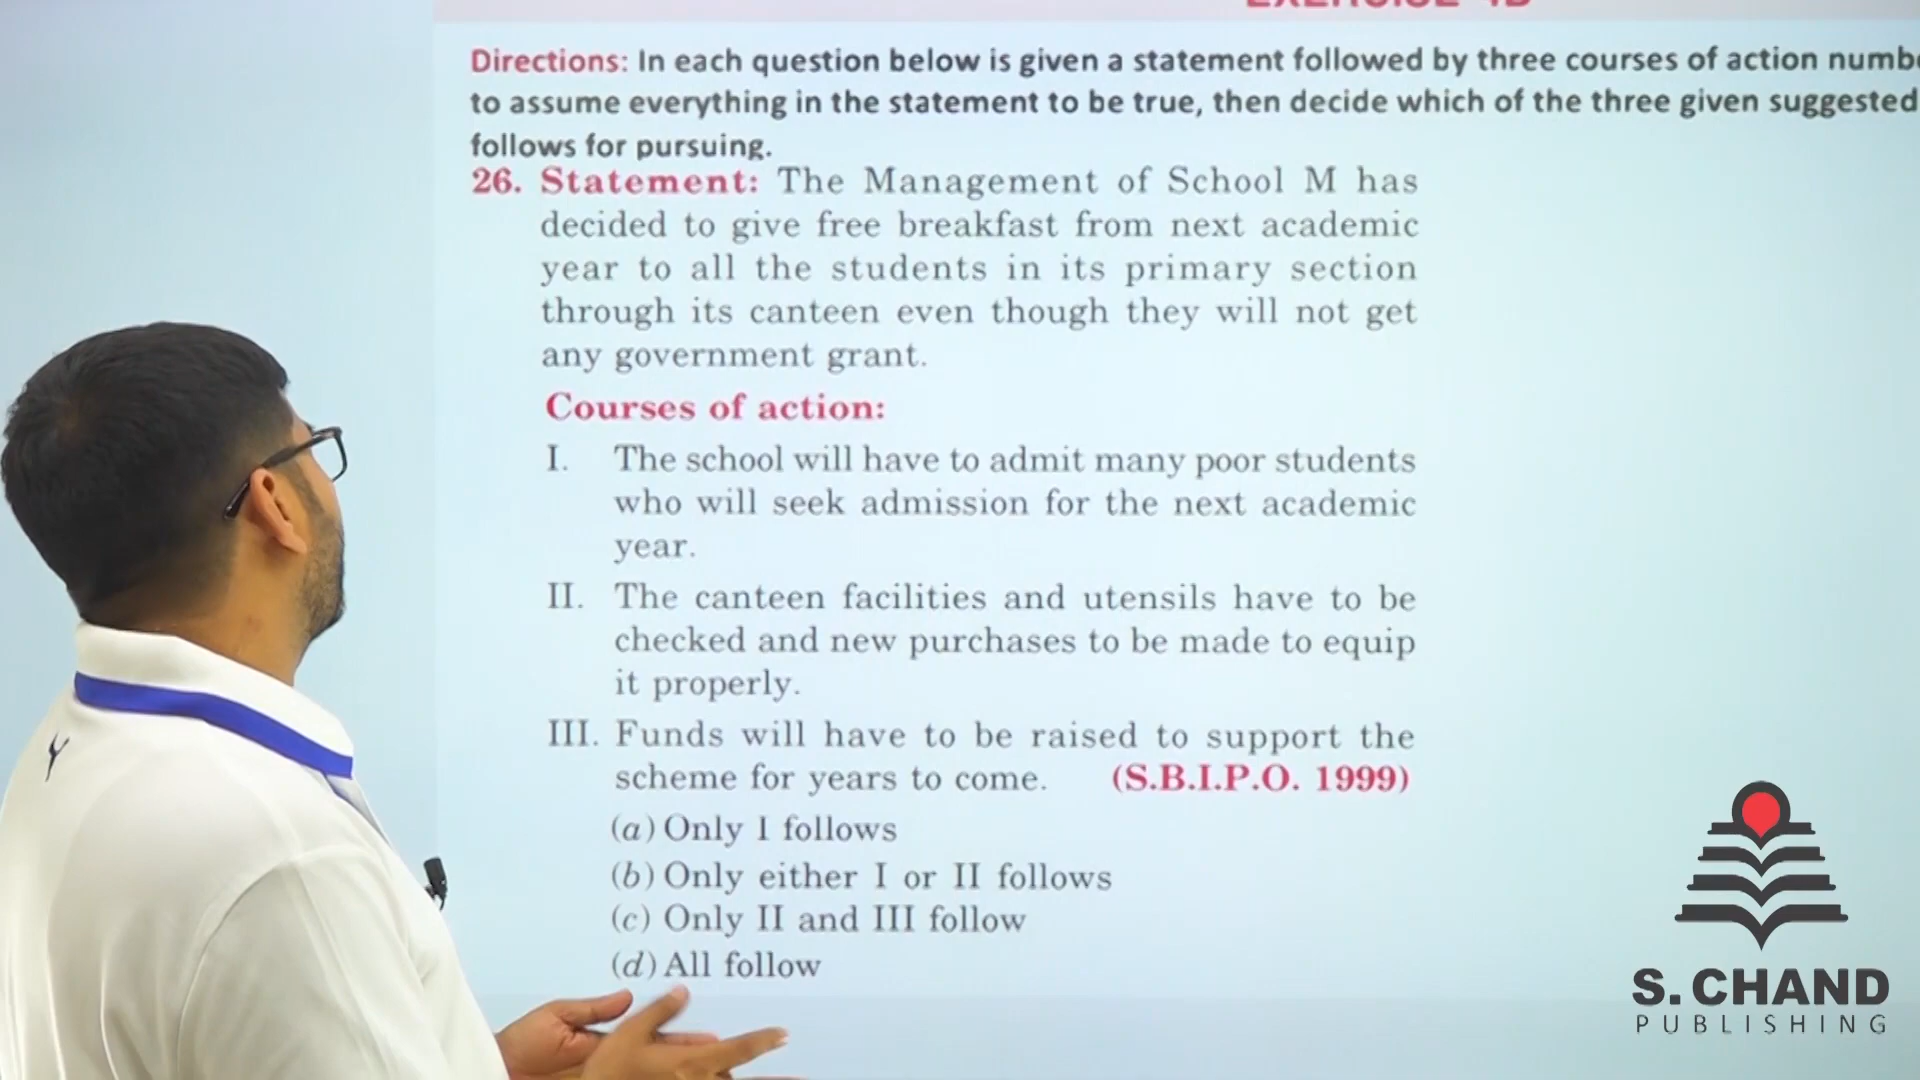 Directions: In each question below is given a statement followed by three courses of action
to assume everything in the statement to be true, then decide which of the three given suggested
follows for pursuing.
26. Statement: The Management of School M has
decided to give free breakfast from next academic
year to all the students in its primary section
through its canteen even though they will not get
any government grant.
Courses of action:
I. The school will have to admit many poor students
who will seek admission for the next academic
year.
II. The canteen facilities and utensils have to be
checked and new purchases to be made to equip
it properly.
III. Funds will have to be raised to support the
scheme for years to come. (S.B.I.P.O. 1999)
(a) Only I follows
(b) Only either I or II follows
(c) Only II and III follow
(d) All follow
S. CHAND
PUBLISHING